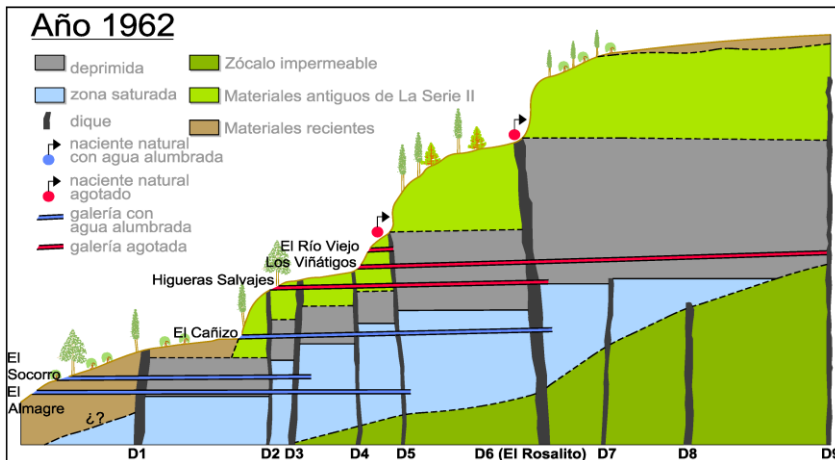 Año 1962
deprimida
zona saturada
dique
naciente natural
con agua alumbrada
naciente natural
agotado
galería con
agua alumbrada
galería agotada
Zócalo impermeable
Materiales antiguos de La Serie II
Materiales recientes
El Río Viejo
Los Viñátigos
Higueras Salvajes
El Cañizo
El
Socorro
El
Almagre
¿?
D1 D2 D3 D4 D5 D6 (El Rosalito) D7 D8